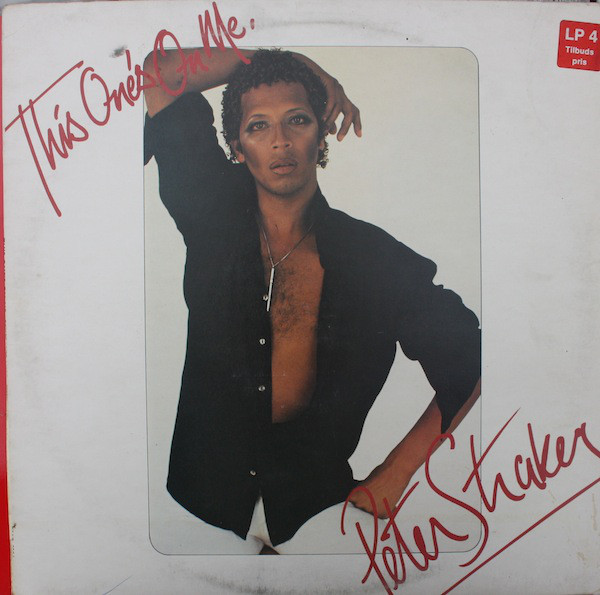 This One's On Me.
LP 4
Tilbuds
pris
Peter Straker